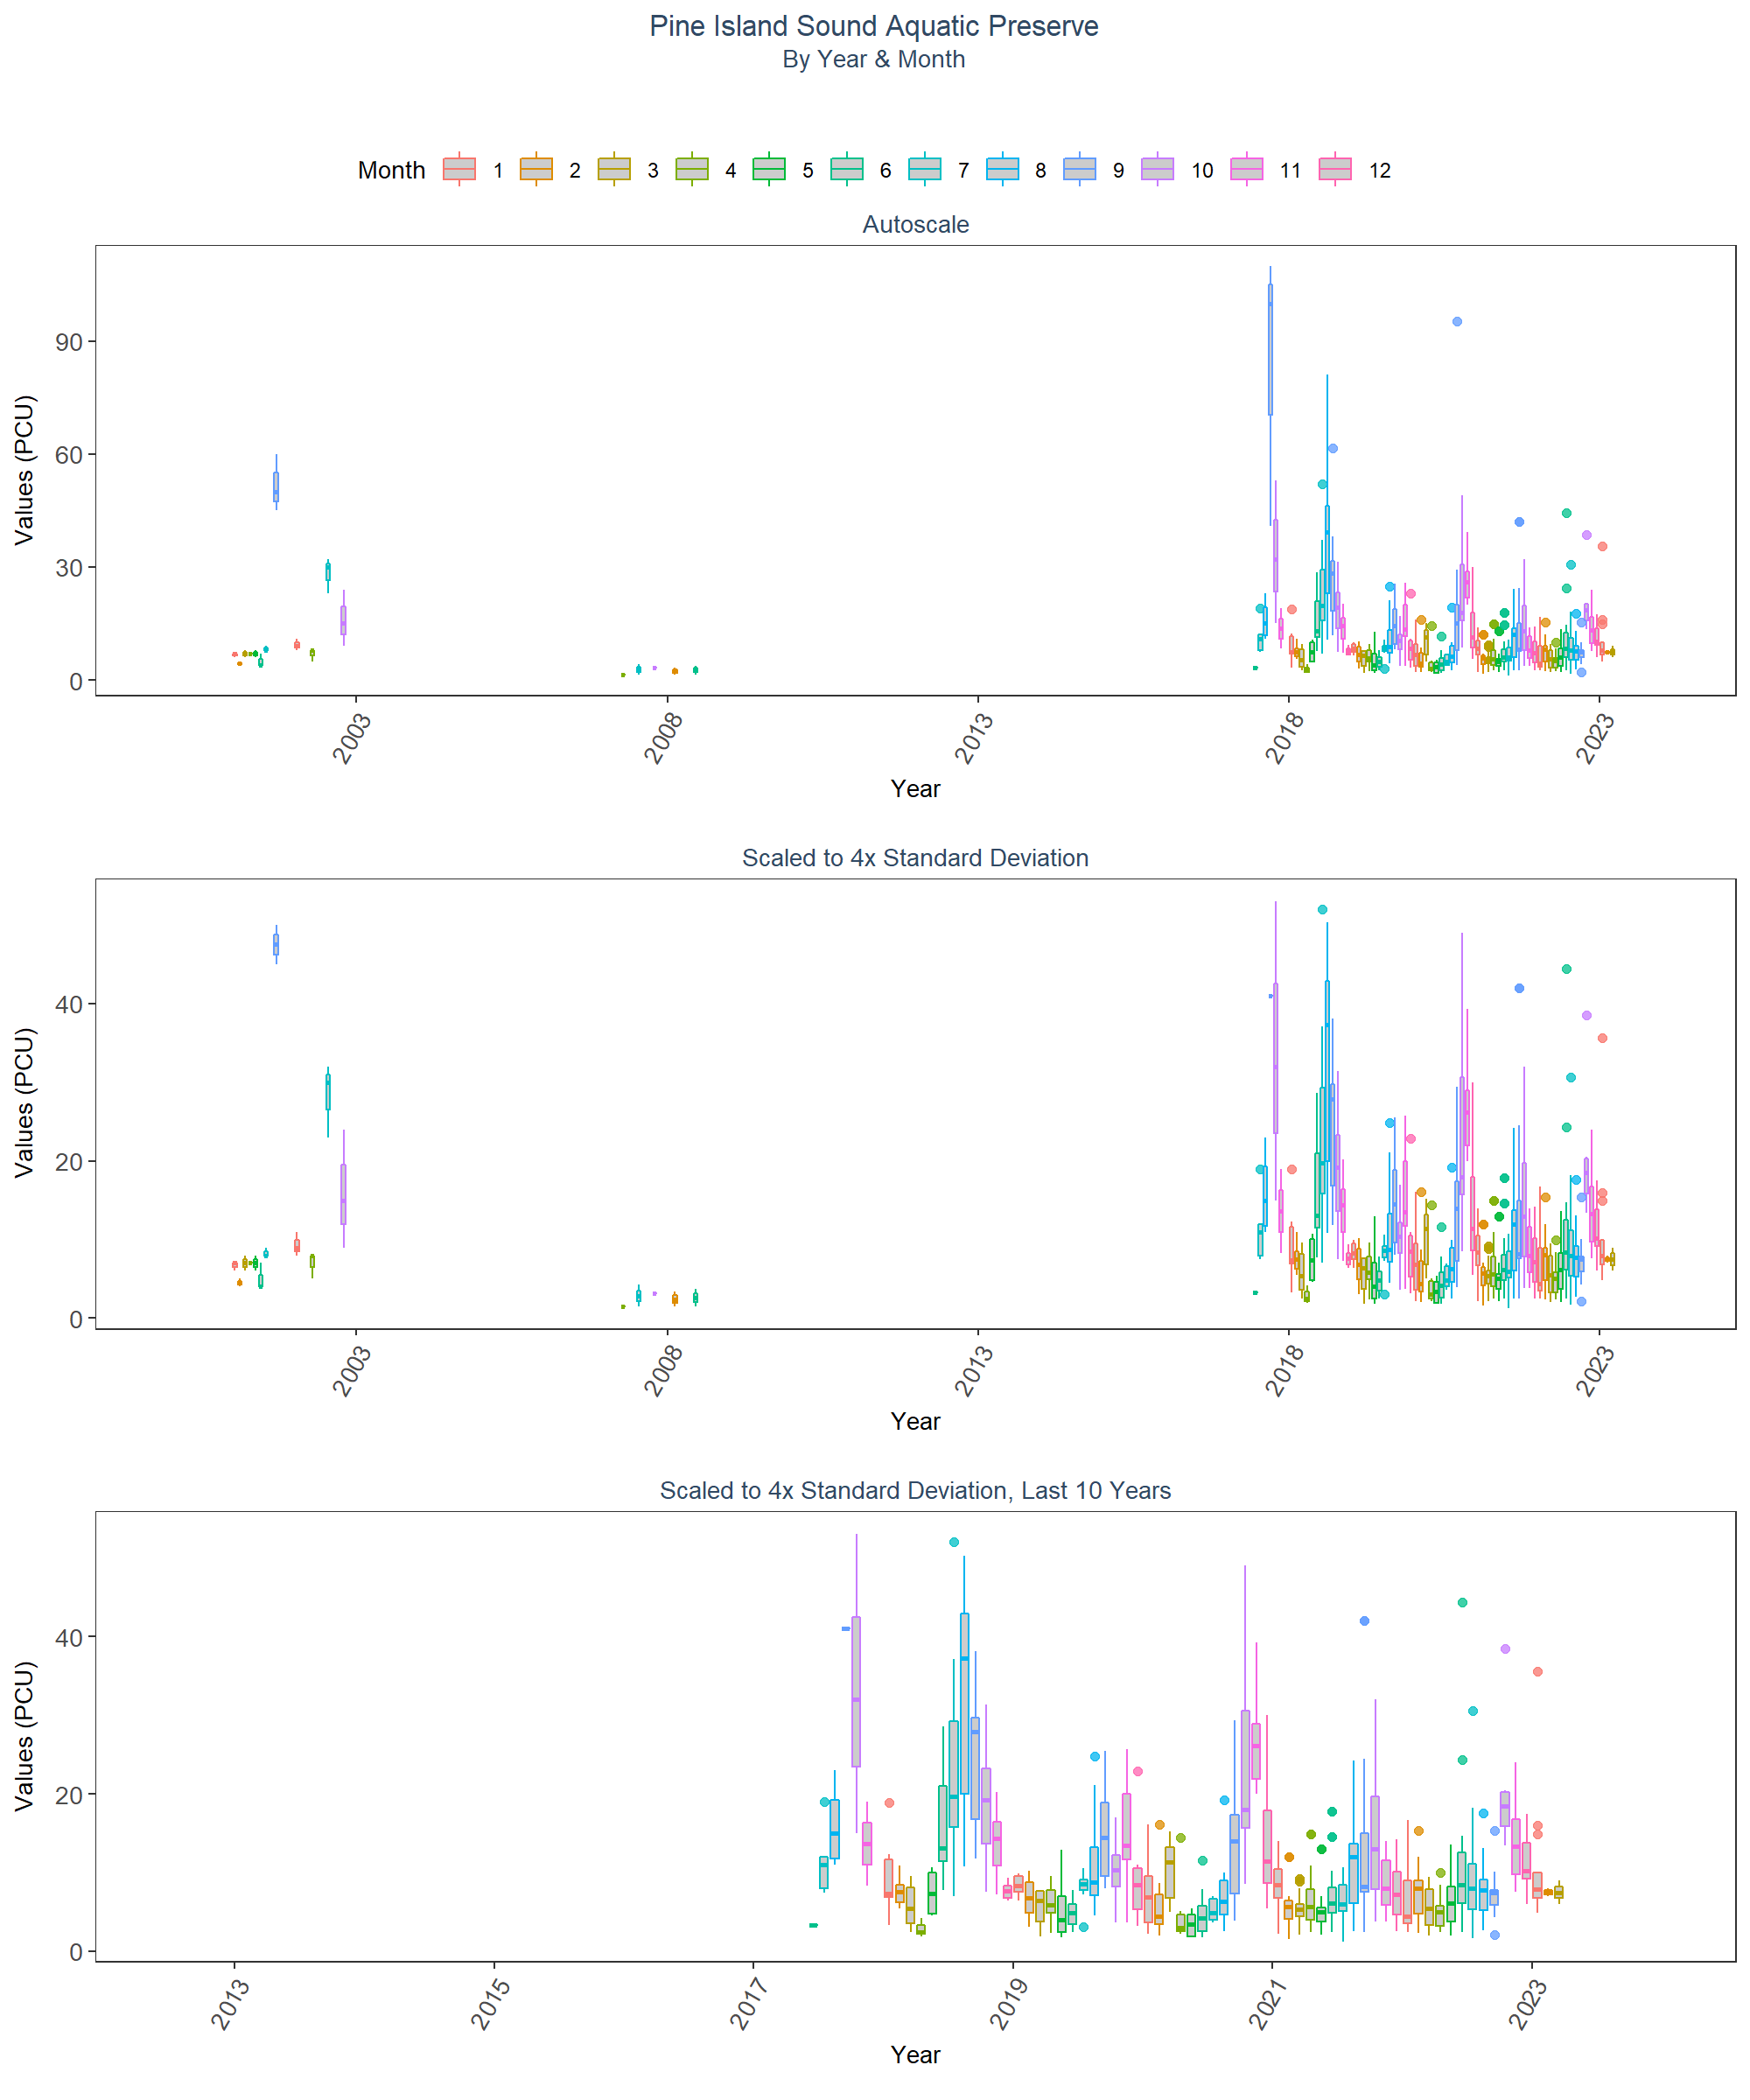 Pine Island Sound Aquatic Preserve
By Year & Month
Month 1 2 3 4 5 6 7 8 9 10 11 12
Autoscale
Values (PCU)
90
60
30
0
2003 2008 2013 2018 2023
Year
Scaled to 4x Standard Deviation
Values (PCU)
40
20
0
2003 2008 2013 2018 2023
Year
Scaled to 4x Standard Deviation, Last 10 Years
Values (PCU)
40
20
0
2013 2015 2017 2019 2021 2023
Year